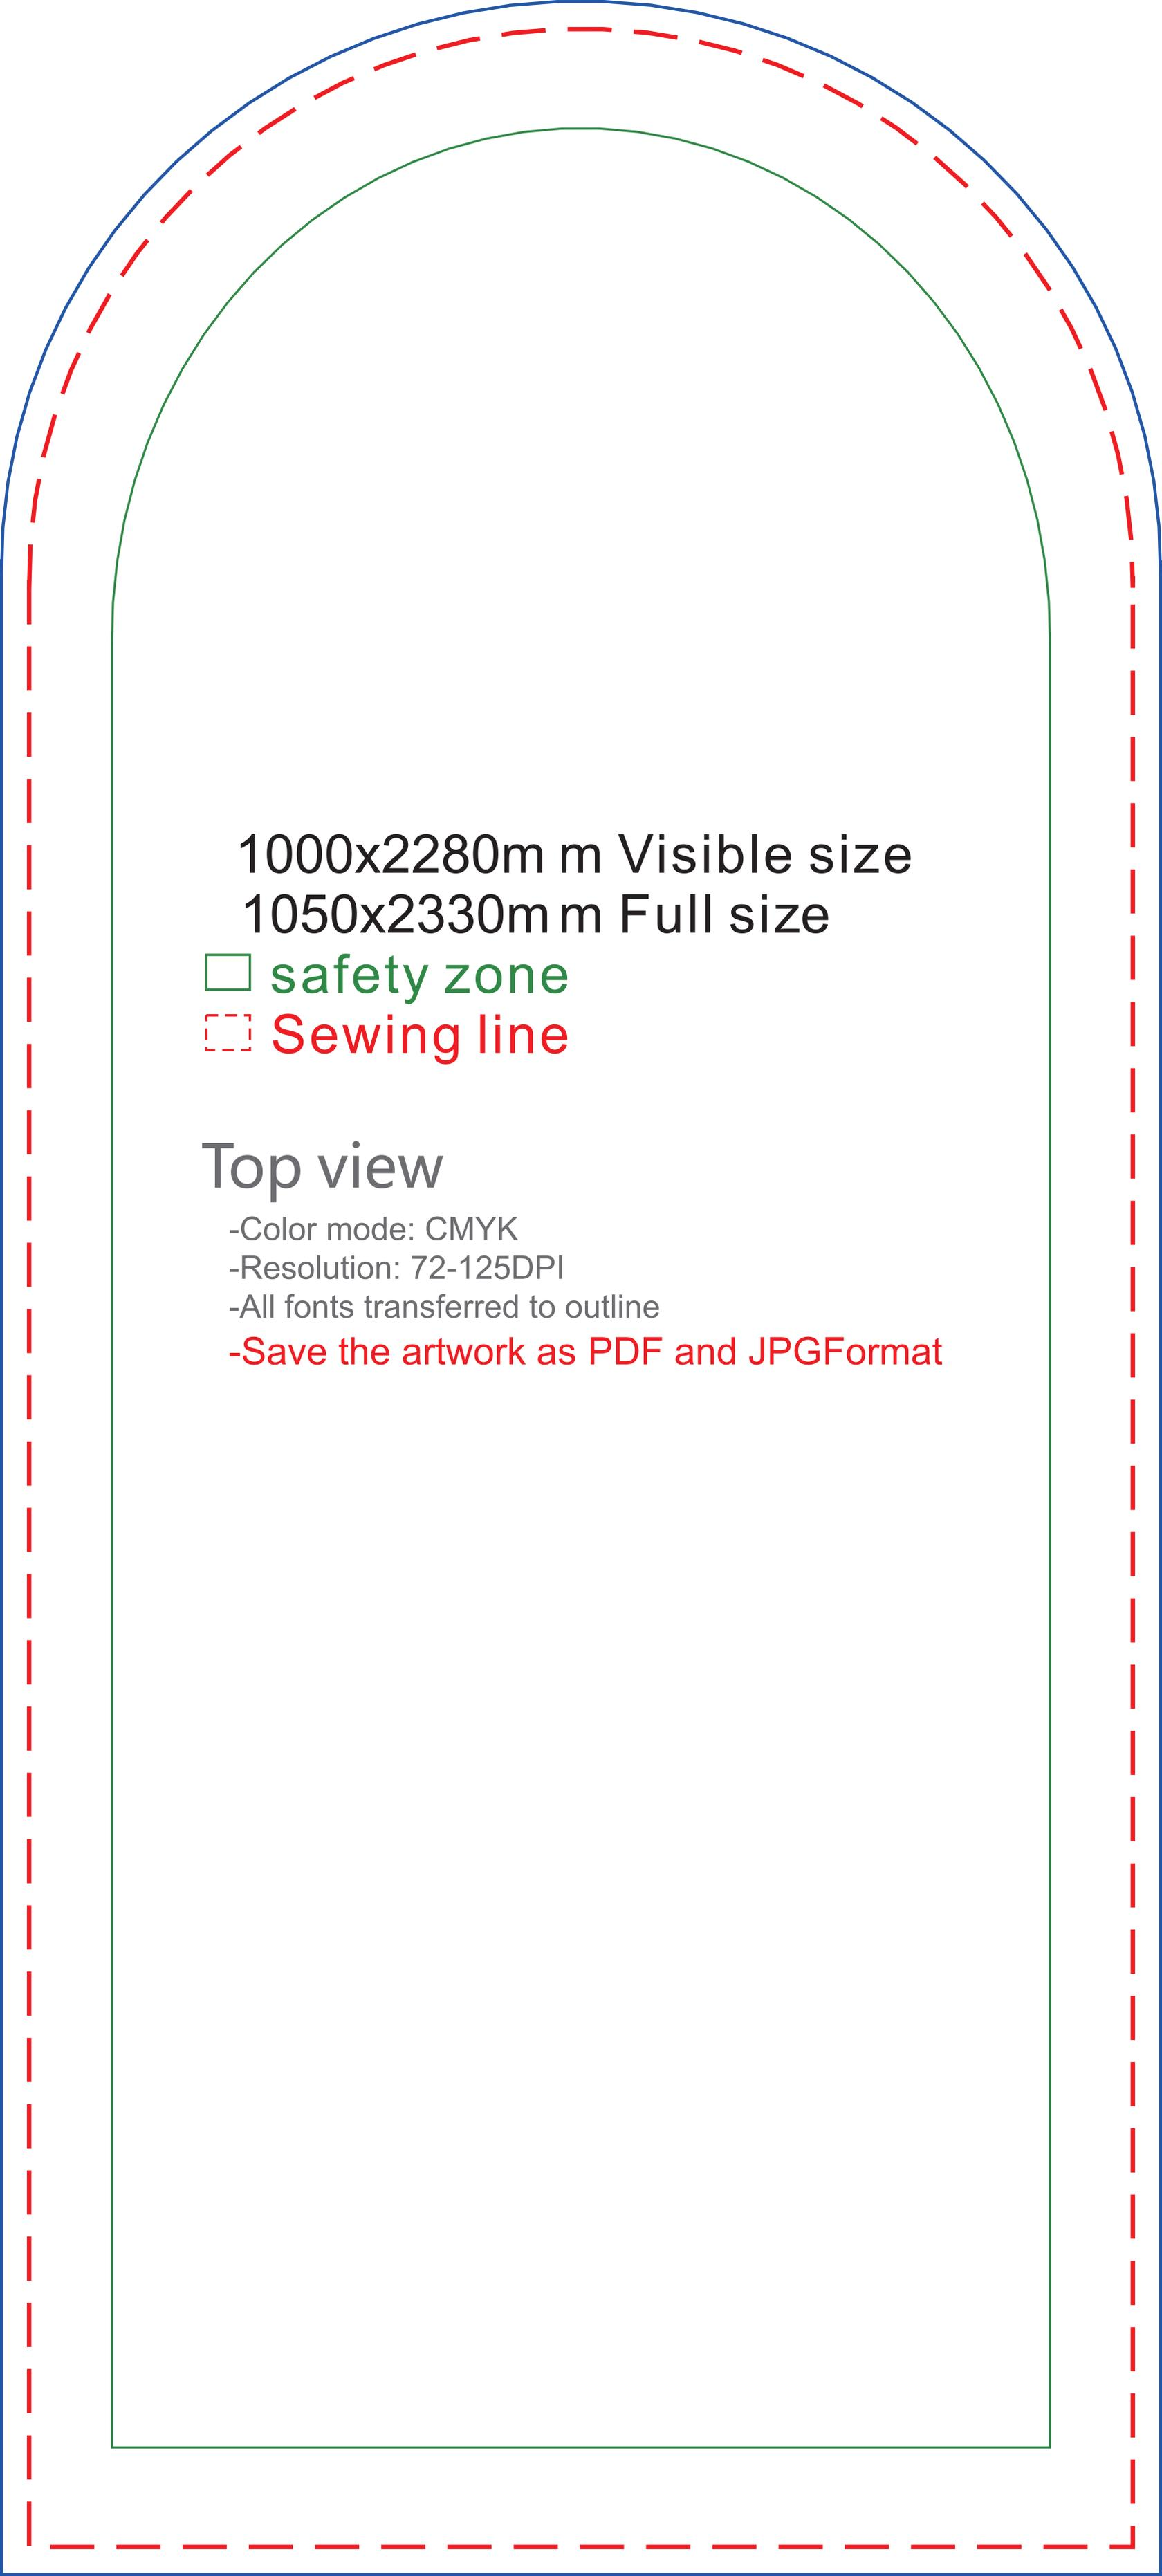 1000x2280m n Visible size
1050x2330mm Full size
safety zone
Sewing line
Top view
-Color mode: CMYK
-Resolution: 72-125DPI
-All fonts transferred to outline
-Save the artwork as PDF and JPGFormat